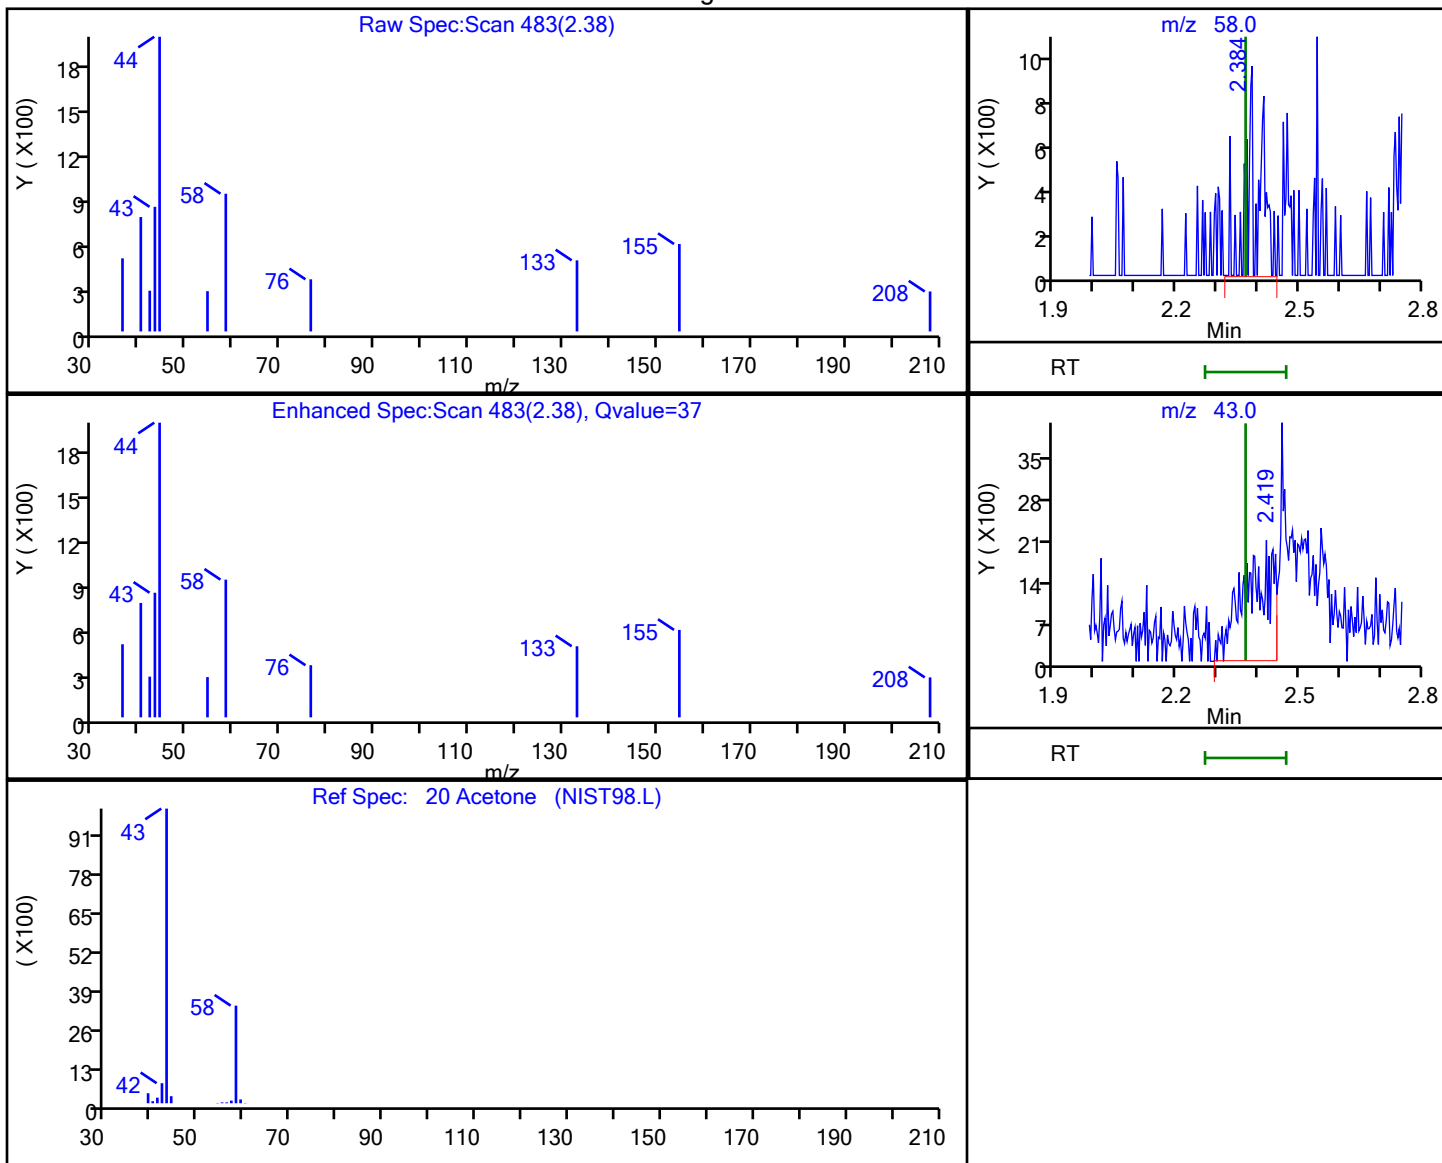 Raw Spec:Scan 483(2.38)
Y ( X100)
18
15
12
9
6
3
0
44
43
58
76
133
155
208
30 50 70 90 110 130 150 170 190 210
m/z
m/z 58.0
Y ( X100)
10
8
6
4
2
0
2.384
1.9 2.2 2.5 2.8
Min
RT
Enhanced Spec:Scan 483(2.38), Qvalue=37
Y ( X100)
18
15
12
9
6
3
0
44
43
58
76
133
155
208
30 50 70 90 110 130 150 170 190 210
m/z
m/z 43.0
Y ( X100)
35
28
21
14
7
0
2.419
1.9 2.2 2.5 2.8
Min
RT
Ref Spec: 20 Acetone (NIST98.L)
( X100)
91
78
65
52
39
26
13
0
43
58
42
30 50 70 90 110 130 150 170 190 210